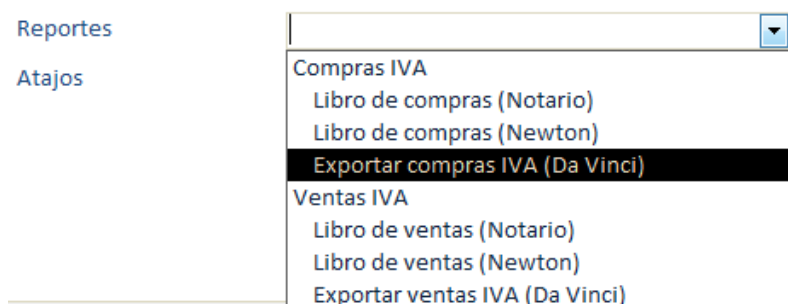 Reportes
Atajos
Compras IVA
Libro de compras (Notario)
Libro de compras (Newton)
Exportar compras IVA (Da Vinci)
Ventas IVA
Libro de ventas (Notario)
Libro de ventas (Newton)
Exportar ventas IVA (Da Vinci)